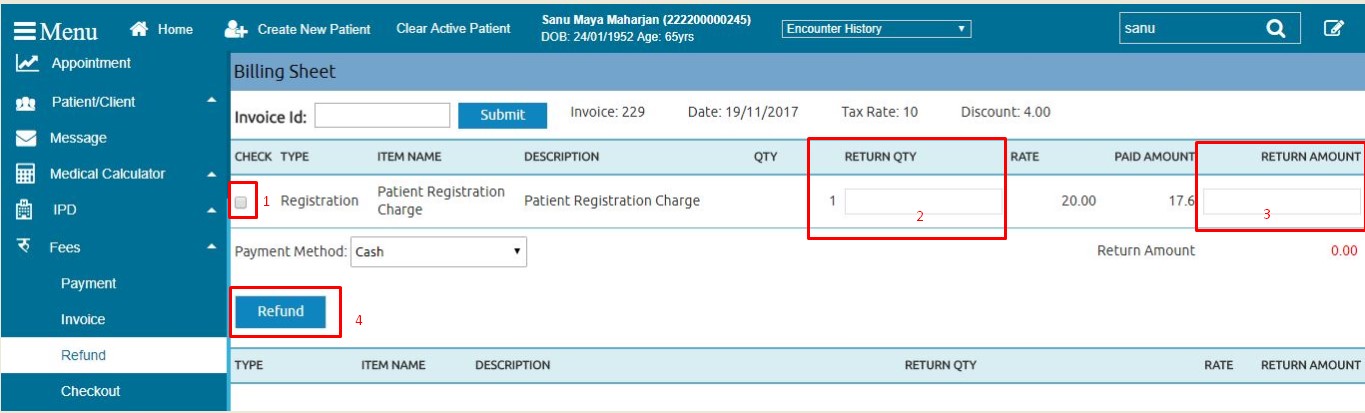 Menu Home Create New Patient Clear Active Patient Sanu Maya Maharjan (222200000245) Encounter History sanu
DOB: 24/01/1952 Age: 65yrs
Appointment
Patient/Client
Message
Medical Calculator
IPD
Fees
Payment
Invoice
Refund
Checkout
Billing Sheet
Invoice Id: Submit Invoice: 229 Date: 19/11/2017 Tax Rate: 10 Discount: 4.00
CHECK TYPE ITEM NAME DESCRIPTION QTY RETURN QTY RATE PAID AMOUNT RETURN AMOUNT
1 Registration Patient Registration Charge Patient Registration Charge 1 2 20.00 17.6 3
Payment Method: Cash Return Amount 0.00
Refund 4
TYPE ITEM NAME DESCRIPTION RETURN QTY RATE RETURN AMOUNT